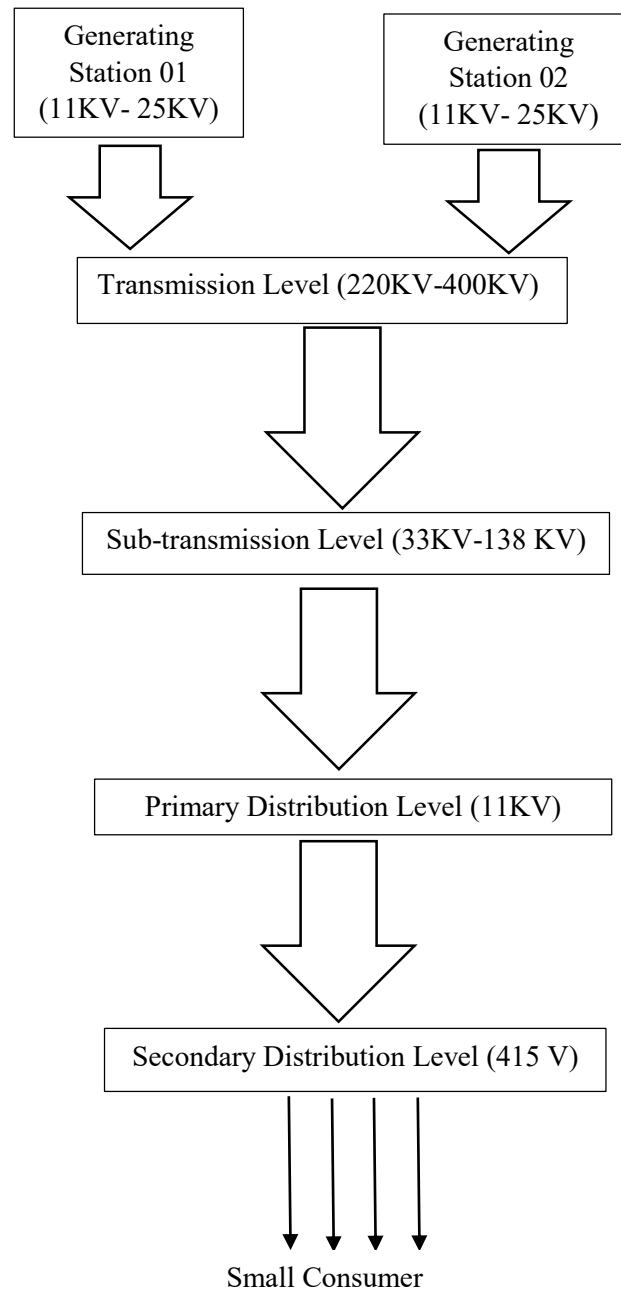 Generating
Station 01
(11KV- 25KV)
Generating
Station 02
(11KV- 25KV)
Transmission Level (220KV-400KV)
Sub-transmission Level (33KV-138 KV)
Primary Distribution Level (11KV)
Secondary Distribution Level (415 V)
Small Consumer